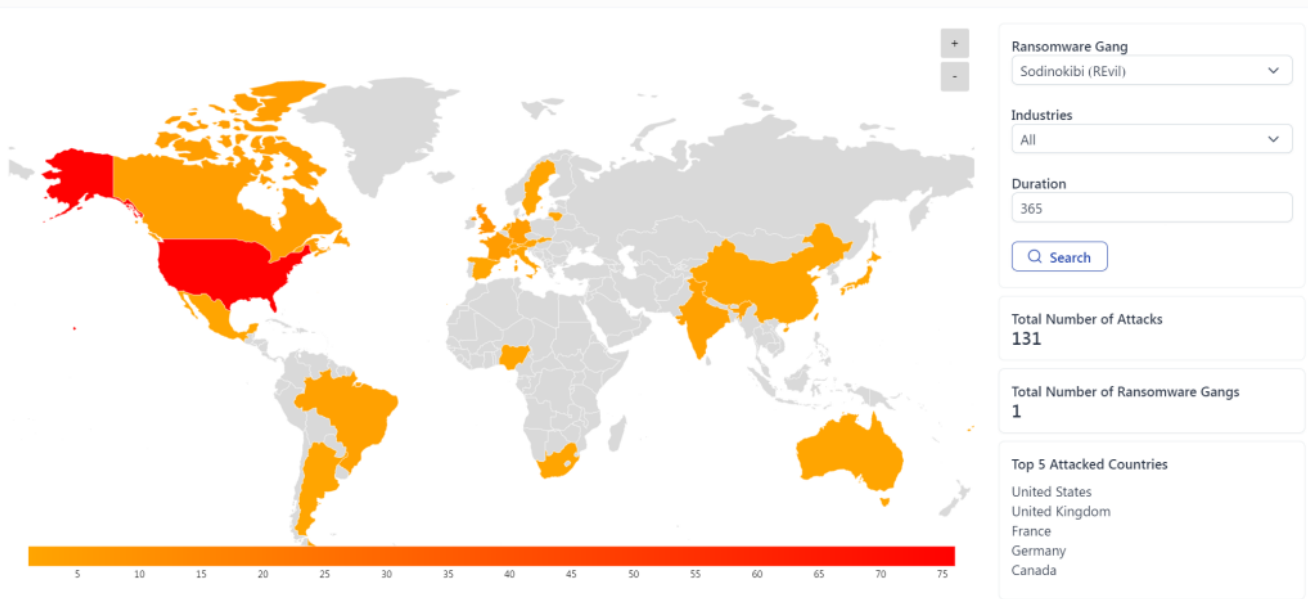 +
-
5 10 15 20 25 30 35 40 45 50 55 60 65 70 75
Ransomware Gang
Sodinokibi (REvil)
Industries
All
Duration
365
Search
Total Number of Attacks
131
Total Number of Ransomware Gangs
1
Top 5 Attacked Countries
United States
United Kingdom
France
Germany
Canada